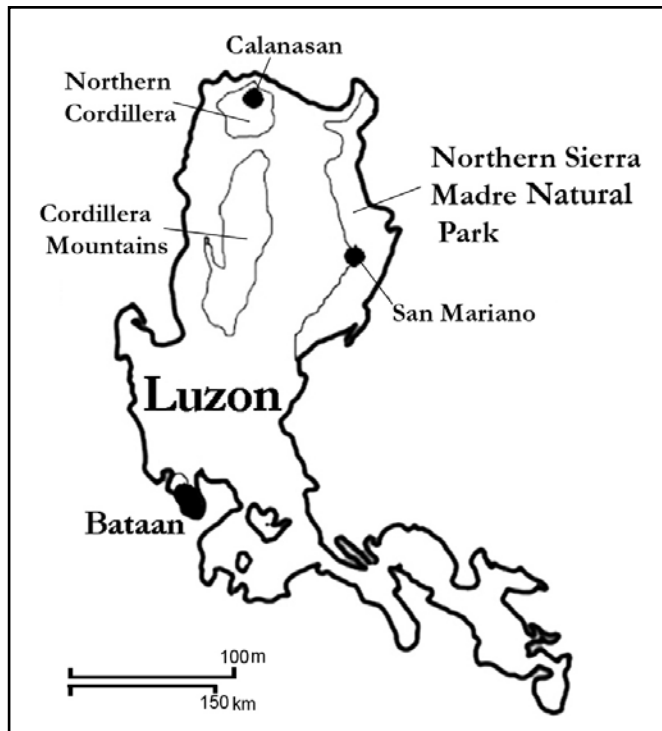 Calanasan
Northern
Cordillera
Northern Sierra
Madre Natural
Park
Cordillera
Mountains
San Mariano
Luzon
Bataan
100m
150 km